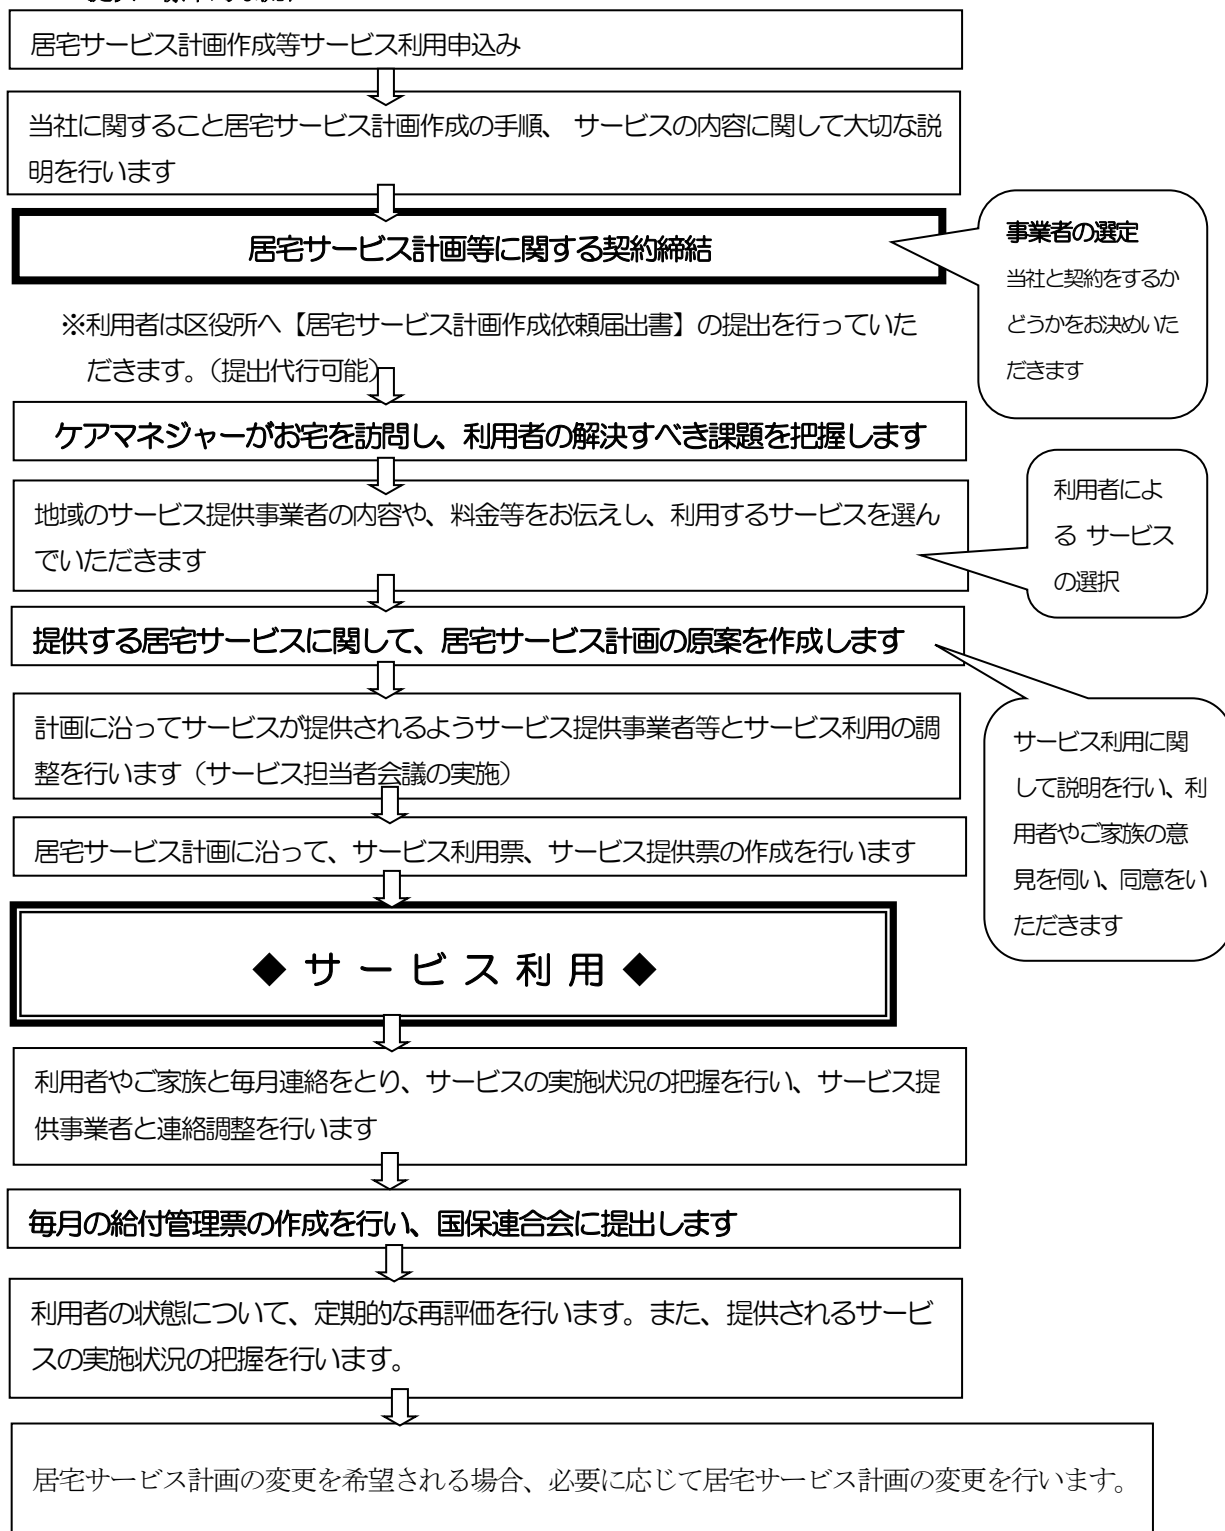 居宅サービス計画作成等サービス利用申込み
当社に関すること居宅サービス計画作成の手順、 サービスの内容に関して大切な説
明を行います
居宅サービス計画等に関する契約締結
事業者の選定
当社と契約をするか
どうかをお決めいた
だきます
※利用者は区役所へ【居宅サービス計画作成依頼届出書】の提出を行っていた
だきます。（提出代行可能）
ケアマネジャーがお宅を訪問し、利用者の解決すべき課題を把握します
地域のサービス提供事業者の内容や、料金等をお伝えし、利用するサービスを選ん
でいただきます
利用者によ
る サービス
の選択
提供する居宅サービスに関して、居宅サービス計画の原案を作成します
計画に沿ってサービスが提供されるようサービス提供事業者等とサービス利用の調
整を行います（サービス担当者会議の実施）
サービス利用に関
して説明を行い、利
用者やご家族の意
見を伺い、同意をい
ただきます
居宅サービス計画に沿って、サービス利用票、サービス提供票の作成を行います
◆ サ ー ビ ス 利 用 ◆
利用者やご家族と毎月連絡をとり、サービスの実施状況の把握を行い、サービス提
供事業者と連絡調整を行います
毎月の給付管理票の作成を行い、国保連合会に提出します
利用者の状態について、定期的な再評価を行います。また、提供されるサービ
スの実施状況の把握を行います。
居宅サービス計画の変更を希望される場合、必要に応じて居宅サービス計画の変更を行います。